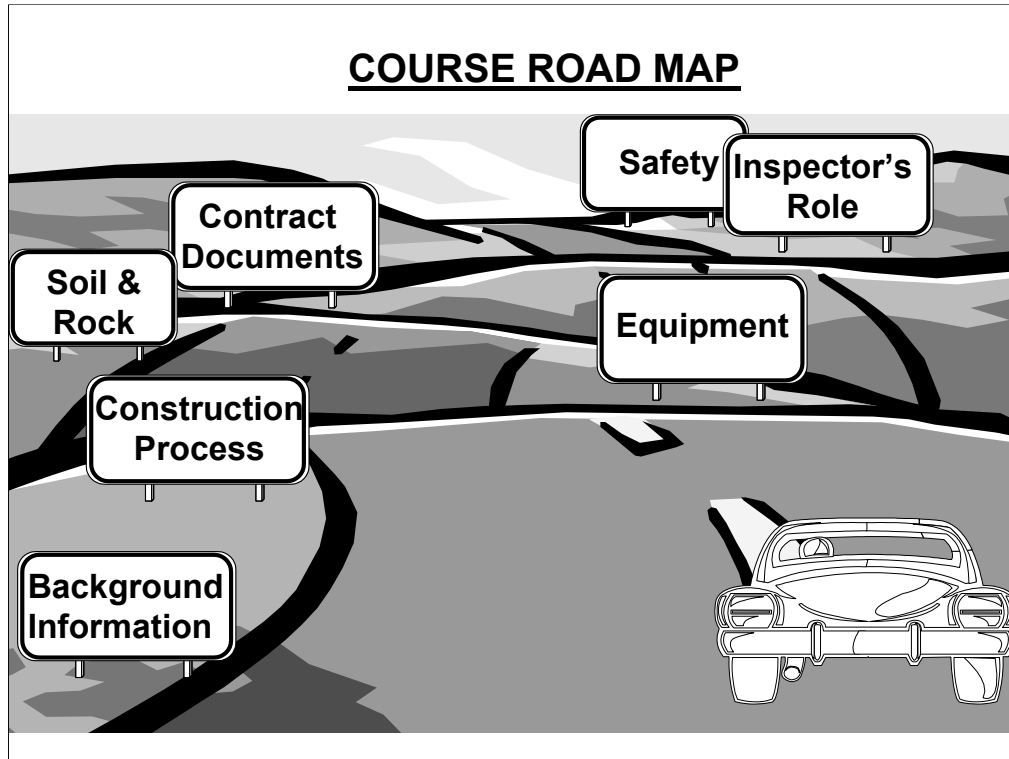 COURSE ROAD MAP
Safety
Inspector's
Role
Contract
Documents
Soil &
Rock
Equipment
Construction
Process
Background
Information